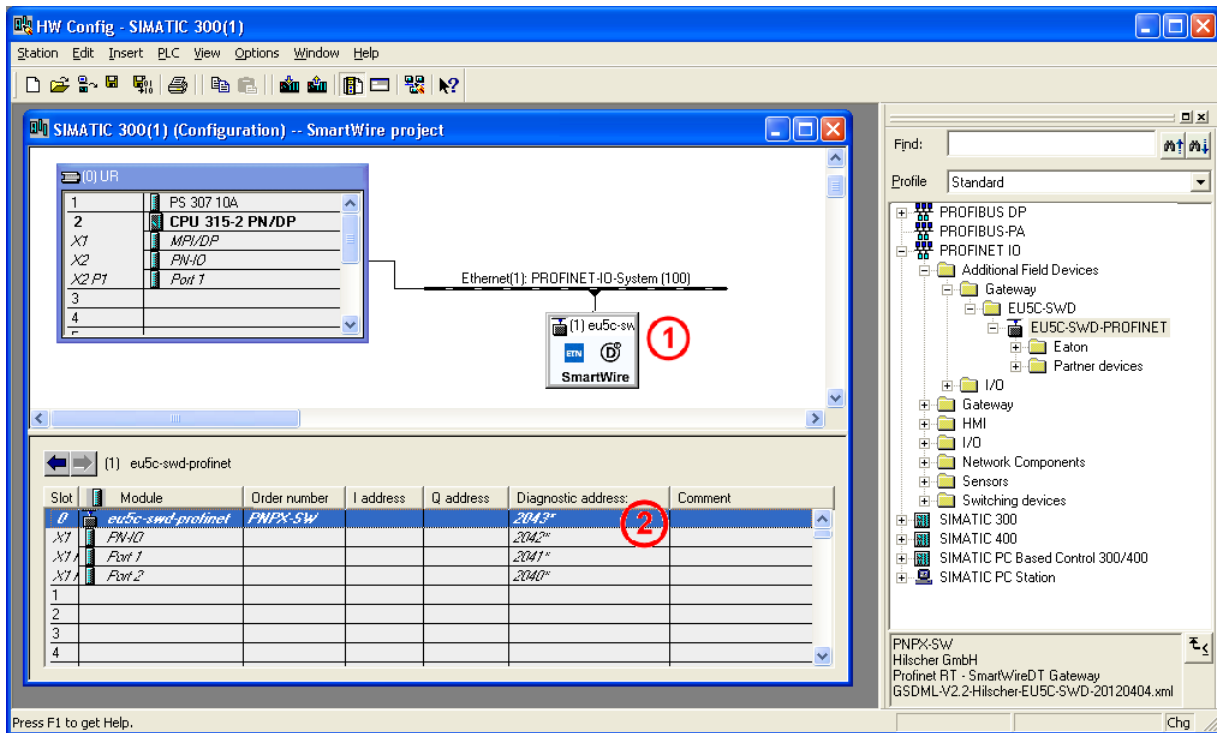 HW Config - SIMATIC 300(1)
Station Edit Insert PLC View Options Window Help
SIMATIC 300(1) (Configuration) -- SmartWire project
(0) UR
1 PS 307 10A
2 CPU 315-2 PN/DP
X1 MPI/DP
X2 PN-IO
X2 P1 Port 1
3
4
Ethernet(1): PROFINET-IO-System (100)
(1) eu5c-sw
ETN D
SmartWire
1
(1) eu5c-swd-profinet
Slot Module Order number I address Q address Diagnostic address: Comment
0 eu5c-swd-profinet PNPX-SW 2043*
2
X1 PN-IO 2042*
X1 Port 1 2041*
X1 Port 2 2040*
1
2
3
4
Find:
Profile Standard
PROFIBUS DP
PROFIBUS-PA
PROFINET IO
Additional Field Devices
Gateway
EU5C-SWD
EU5C-SWD-PROFINET
Eaton
Partner devices
I/O
Gateway
HMI
I/O
Network Components
Sensors
Switching devices
SIMATIC 300
SIMATIC 400
SIMATIC PC Based Control 300/400
SIMATIC PC Station
PNPX-SW
Hilscher GmbH
Profinet RT - SmartWireDT Gateway
GSDML-V2.2-Hilscher-EU5C-SWD-20120404.xml
Press F1 to get Help.
Chg